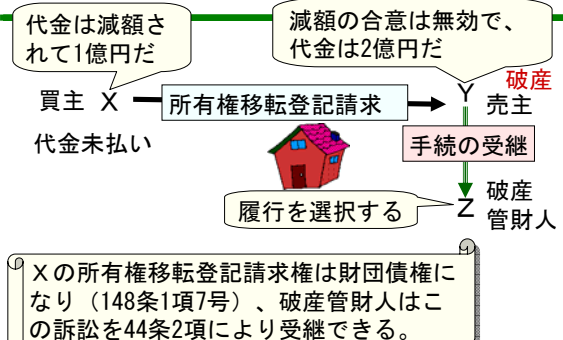 代金は減額さ
れて1億円だ
減額の合意は無効で、
代金は2億円だ
買主 X
所有権移転登記請求
Y
破産
売主
代金未払い
手続の受継
履行を選択する
Z
破産
管財人
Xの所有権移転登記請求権は財団債権に
なり（148条1項7号）、破産管財人はこ
の訴訟を44条2項により受継できる。